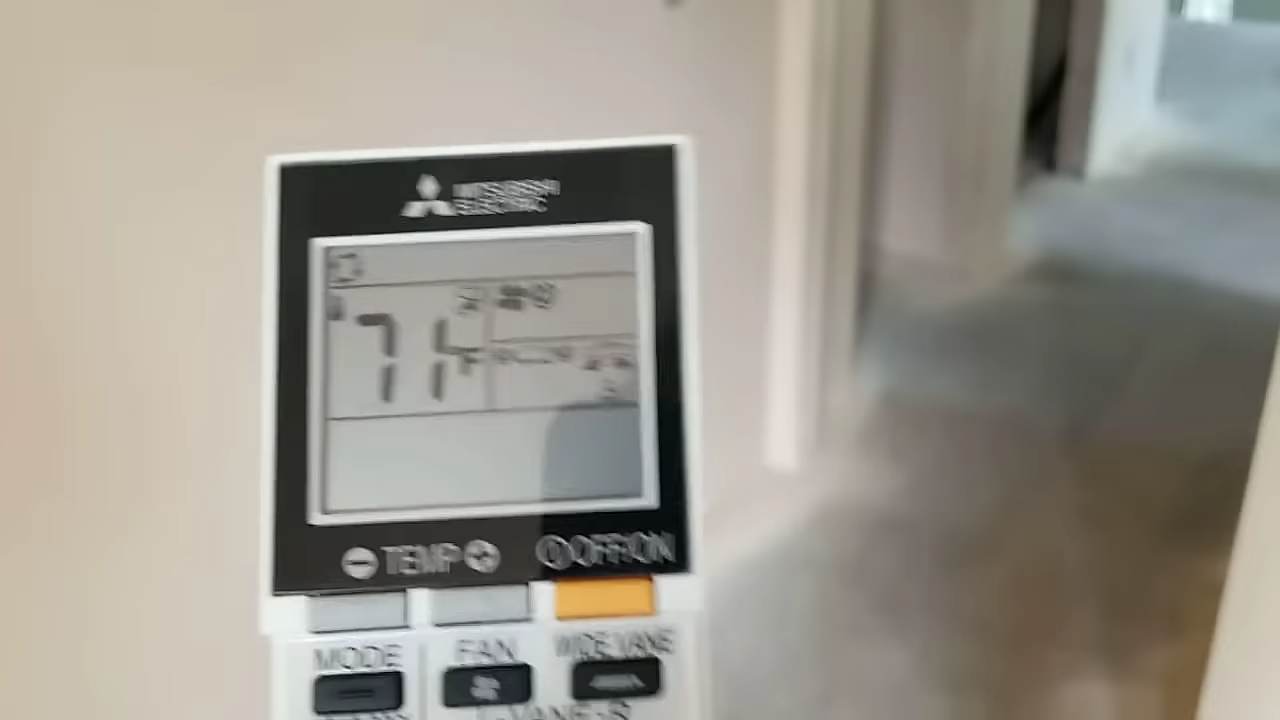 MITSUBISHI
ELECTRIC
71°F
TEMP
OFF/ON
MODE
FAN
WIDE VANE